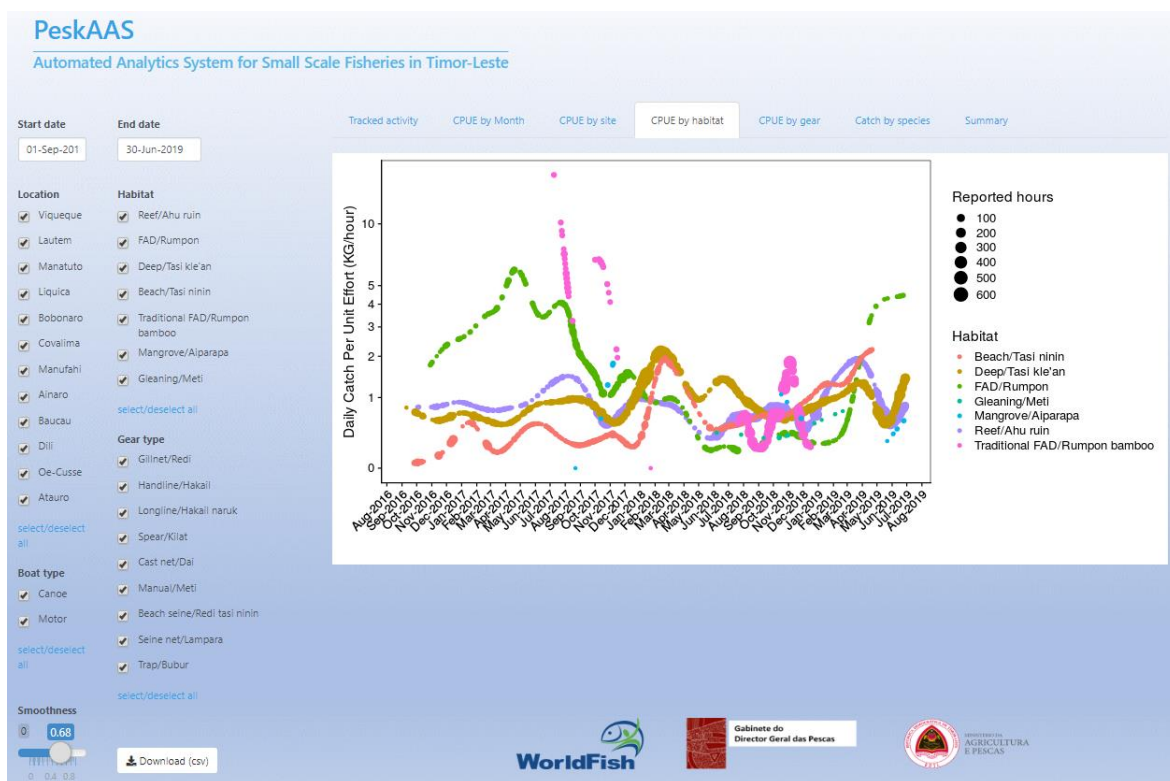 PeskAAS
Automated Analytics System for Small Scale Fisheries in Timor-Leste
Start date
01-Sep-201
End date
30-Jun-2019
Location
Viqueque
Lautem
Manatuto
Liquica
Bobonaro
Covalima
Manufahi
Ainaro
Baucau
Dili
Oe-Cusse
Atauro
select/deselect
all
Boat type
Canoe
Motor
select/deselect
all
Smoothness
0
0.68
0 0.4 0.8
Habitat
Reef/Ahu ruin
FAD/Rumpon
Deep/Tasi kle'an
Beach/Tasi ninin
Traditional FAD/Rumpon
bamboo
Mangrove/Aiparapa
Gleaning/Meti
select/deselect all
Gear type
Gillnet/Redi
Handline/Hakail
Longline/Hakail naruk
Spear/Kilat
Cast net/Dai
Manual/Meti
Beach seine/Redi tasi ninin
Seine net/Lampara
Trap/Bubur
select/deselect all
Download (csv)
Tracked activity
CPUE by Month
CPUE by site
CPUE by habitat
CPUE by gear
Catch by species
Summary
Daily Catch Per Unit Effort (KG/hour)
10
5
4
3
2
1
0
Aug-2016
Sep-2016
Oct-2016
Nov-2016
Dec-2016
Jan-2017
Feb-2017
Mar-2017
Apr-2017
May-2017
Jun-2017
Jul-2017
Aug-2017
Sep-2017
Oct-2017
Nov-2017
Dec-2017
Jan-2018
Feb-2018
Mar-2018
Apr-2018
May-2018
Jun-2018
Jul-2018
Aug-2018
Sep-2018
Oct-2018
Nov-2018
Dec-2018
Jan-2019
Feb-2019
Mar-2019
Apr-2019
May-2019
Jun-2019
Jul-2019
Aug-2019
Reported hours
100
200
300
400
500
600
Habitat
Beach/Tasi ninin
Deep/Tasi kle'an
FAD/Rumpon
Gleaning/Meti
Mangrove/Aiparapa
Reef/Ahu ruin
Traditional FAD/Rumpon bamboo
WorldFish
Gabinete do
Director Geral das Pescas
AGRICULTURA
E PESCAS